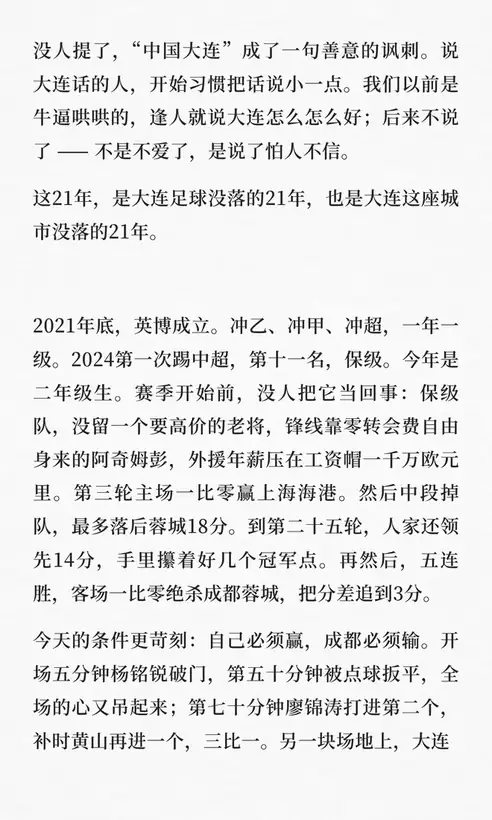 没人提了，“中国大连”成了一句善意的讽刺。说
大连话的人，开始习惯把话说小一点。我们以前是
牛逼哄哄的，逢人就说大连怎么怎么好；后来不说
了 —— 不是不爱了，是说了怕人不信。
这21年，是大连足球没落的21年，也是大连这座城
市没落的21年。
2021年底，英博成立。冲乙、冲甲、冲超，一年一
级。2024第一次踢中超，第十一名，保级。今年是
二年级生。赛季开始前，没人把它当回事：保级
队，没留一个要高价的老将，锋线靠零转会费自由
身来的阿奇姆彭，外援年薪压在工资帽一千万欧元
里。第三轮主场一比零赢上海海港。然后中段掉
队，最多落后蓉城18分。到第二十五轮，人家还领
先14分，手里攥着好几个冠军点。再然后，五连
胜，客场一比零绝杀成都蓉城，把分差追到3分。
今天的条件更苛刻：自己必须赢，成都必须输。开
场五分钟杨铭锐破门，第五十分钟被点球扳平，全
场的心又吊起来；第七十分钟廖锦涛打进第二个，
补时黄山再进一个，三比一。另一块场地上，大连